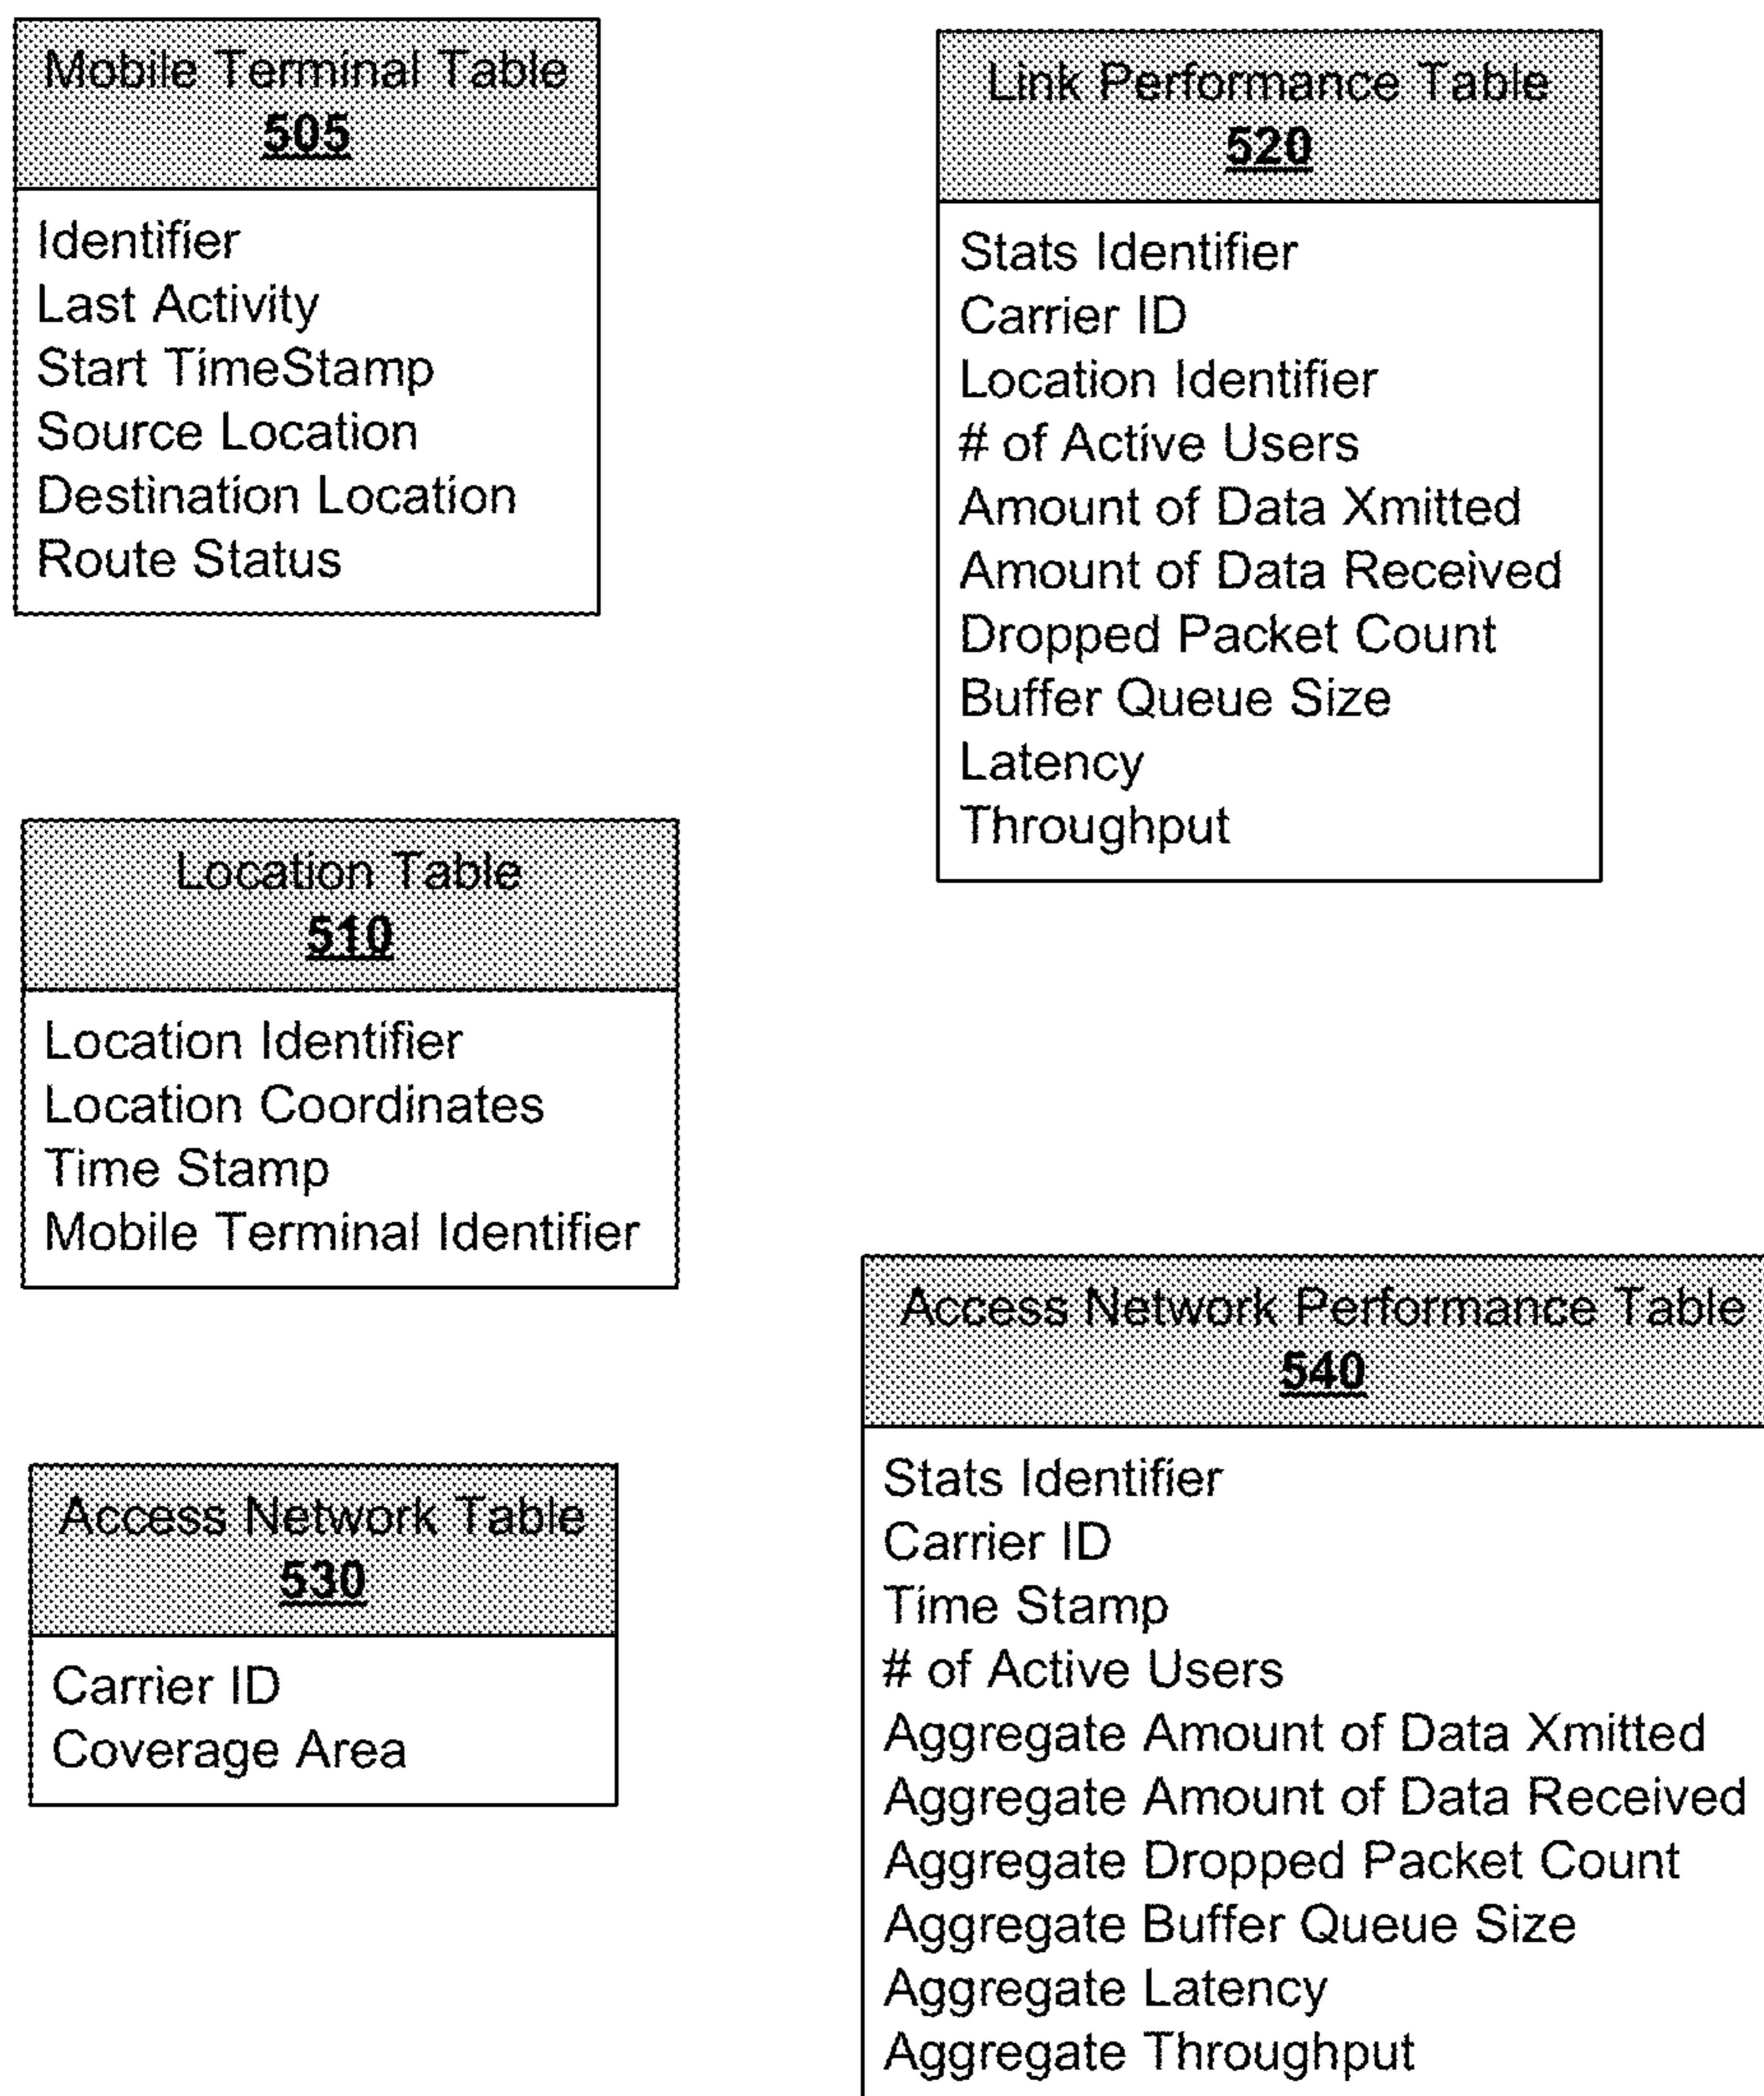 Mobile Terminal Table
505
Identifier
Last Activity
Start TimeStamp
Source Location
Destination Location
Route Status
Link Performance Table
520
Stats Identifier
Carrier ID
Location Identifier
# of Active Users
Amount of Data Xmitted
Amount of Data Received
Dropped Packet Count
Buffer Queue Size
Latency
Throughput
Location Table
510
Location Identifier
Location Coordinates
Time Stamp
Mobile Terminal Identifier
Access Network Table
530
Carrier ID
Coverage Area
Access Network Performance Table
540
Stats Identifier
Carrier ID
Time Stamp
# of Active Users
Aggregate Amount of Data Xmitted
Aggregate Amount of Data Received
Aggregate Dropped Packet Count
Aggregate Buffer Queue Size
Aggregate Latency
Aggregate Throughput